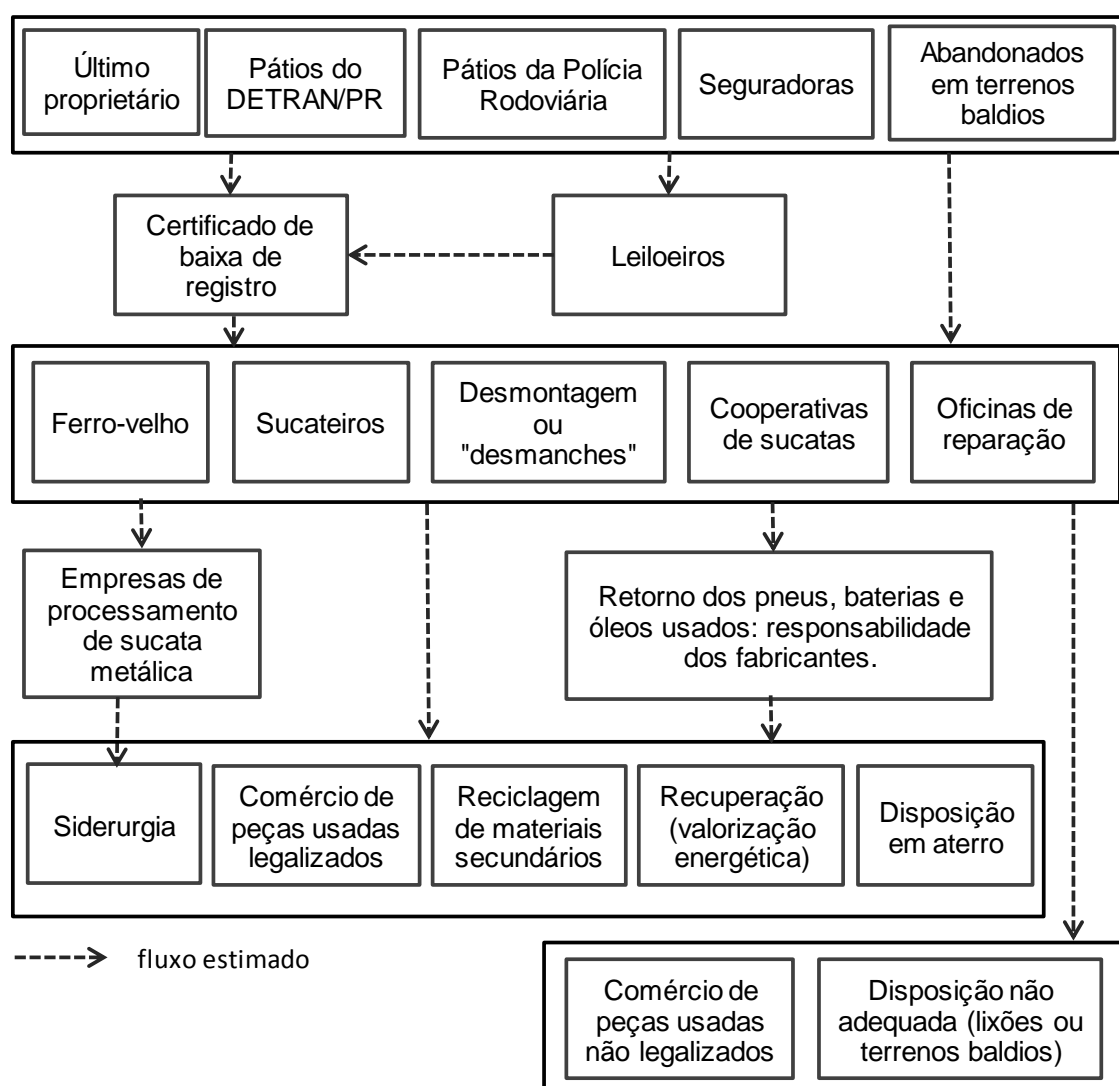 Último
proprietário
Pátios do
DETRAN/PR
Pátios da Polícia
Rodoviária
Seguradoras
Abandonados
em terrenos
baldios
Certificado de
baixa de
registro
Leiloeiros
Ferro-velho
Sucateiros
Desmontagem
ou
"desmanches"
Cooperativas
de sucatas
Oficinas de
reparação
Empresas de
processamento
de sucata
metálica
Retorno dos pneus, baterias e
óleos usados: responsabilidade
dos fabricantes.
Siderurgia
Comércio de
peças usadas
legalizados
Reciclagem
de materiais
secundários
Recuperação
(valorização
energética)
Disposição
em aterro
fluxo estimado
Comércio de
peças usadas
não legalizados
Disposição não
adequada (lixões ou
terrenos baldios)